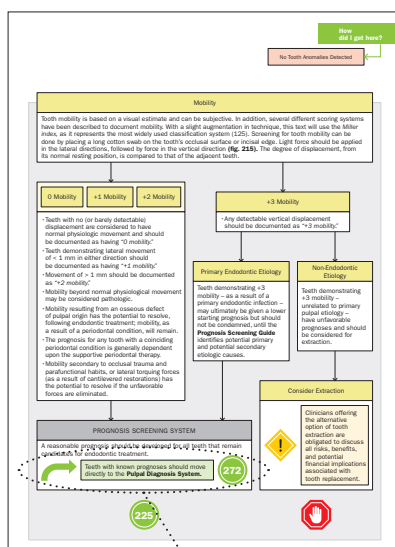 How
did I get here?
No Tooth Anomalies Detected
Mobility
Tooth mobility is based on a visual estimate and can be subjective. In addition, several different scoring systems
have been described to document mobility. With a slight augmentation in technique, this text will use the Miller
index, as it represents the most widely used classification system (125). Screening for tooth mobility can be
done by placing a long cotton swab on the tooth's occlusal surface or incisal edge. Light force should be applied
in the lateral directions, followed by force in the vertical direction (fig. 215). The degree of displacement, from
its normal resting position, is compared to that of the adjacent teeth.
0 Mobility
+1 Mobility
+2 Mobility
• Teeth with no (or barely detectable)
displacement are considered to have
normal physiologic movement and should
be documented as having "0 mobility."
• Teeth demonstrating lateral movement
of < 1 mm in either direction should
be documented as having "+1 mobility."
• Movement of > 1 mm should be documented
as "+2 mobility."
• Mobility beyond normal physiological movement
may be considered pathologic.
• Mobility resulting from an osseous defect
of pulpal origin has the potential to resolve,
following endodontic treatment; mobility, as
a result of a periodontal condition, will remain.
• The prognosis for any tooth with a coinciding
periodontal condition is generally dependent
upon the supportive periodontal therapy.
• Mobility secondary to occlusal trauma and
parafunctional habits, or lateral torquing forces
(as a result of cantilevered restorations) has
the potential to resolve if the unfavorable
forces are eliminated.
+3 Mobility
• Any detectable vertical displacement
should be documented as "+3 mobility."
Primary Endodontic Etiology
Teeth demonstrating +3
mobility – as a result of a
primary endodontic infection –
may ultimately be given a lower
starting prognosis but should
not be condemned, until the
Prognosis Screening Guide
identifies potential primary
and potential secondary
etiologic causes.
Non-Endodontic
Etiology
Teeth demonstrating
+3 mobility –
unrelated to primary
pulpal etiology –
have unfavorable
prognoses and should
be considered for
extraction.
Consider Extraction
Clinicians offering
the alternative
option of tooth
extraction are
obligated to discuss
all risks, benefits,
and potential
financial implications
associated with
tooth replacement.
PROGNOSIS SCREENING SYSTEM
A reasonable prognosis should be developed for all teeth that remain
candidates for endodontic treatment.
Teeth with known prognoses should move
directly to the Pulpal Diagnosis System.
272
225